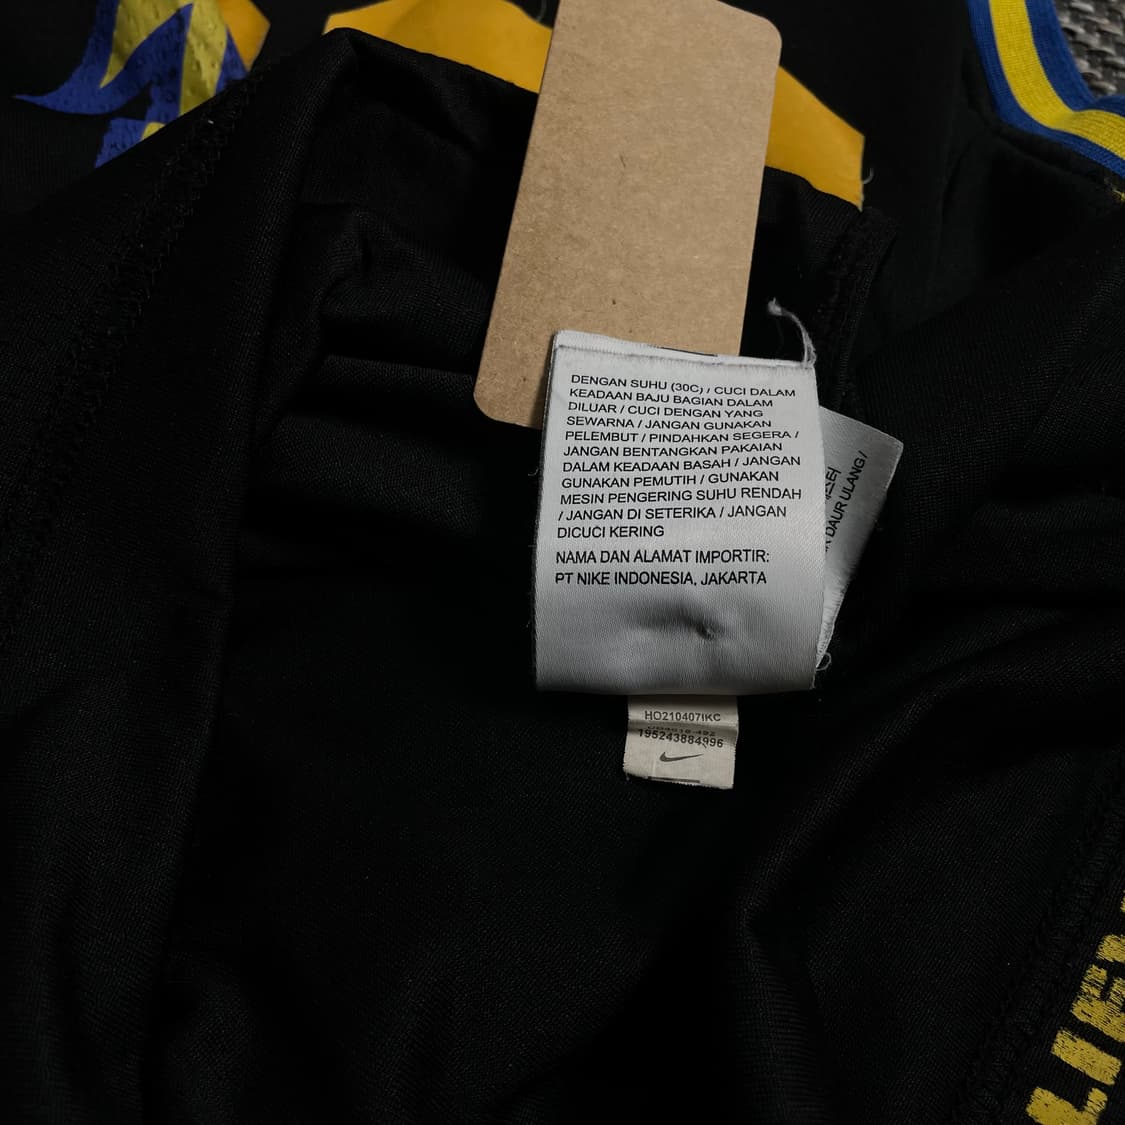 DENGAN SUHU (30C) / CUCI DALAM
KEADAAN BAJU BAGIAN DALAM
DILUAR / CUCI DENGAN YANG
SEWARNA / JANGAN GUNAKAN
PELEMBUT / PINDAHKAN SEGERA /
JANGAN BENTANGKAN PAKAIAN
DALAM KEADAAN BASAH / JANGAN
GUNAKAN PEMUTIH / GUNAKAN
MESIN PENGERING SUHU RENDAH
/ JANGAN DI SETERIKA / JANGAN
DICUCI KERING
NAMA DAN ALAMAT IMPORTIR:
PT NIKE INDONESIA, JAKARTA
DAUR ULANG /
HO210407IKC
195243884996